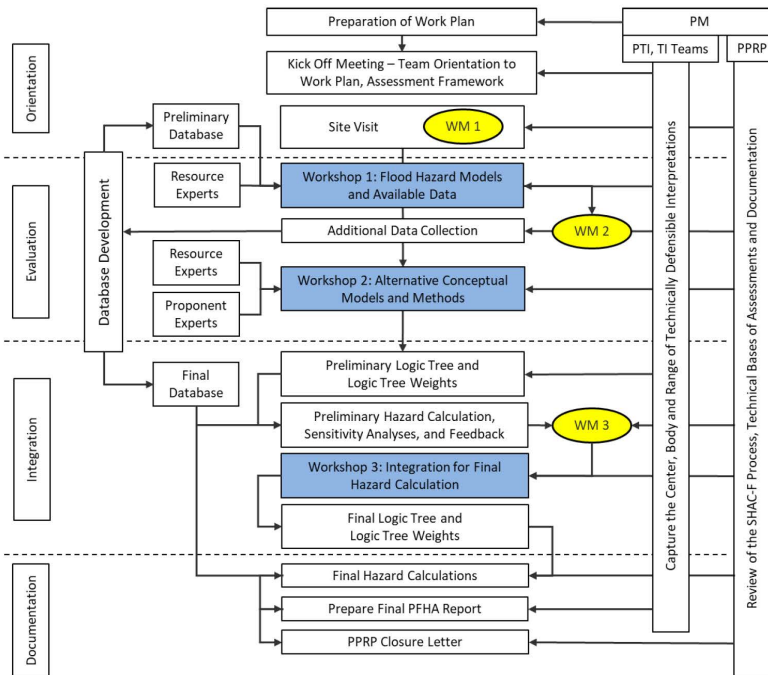 Preparation of Work Plan
PM
PTI, TI Teams
PPRP
Kick Off Meeting – Team Orientation to
Work Plan, Assessment Framework
Orientation
Preliminary
Database
Site Visit
WM 1
Resource
Experts
Workshop 1: Flood Hazard Models
and Available Data
Evaluation
Database Development
Additional Data Collection
WM 2
Resource
Experts
Proponent
Experts
Workshop 2: Alternative Conceptual
Models and Methods
Capture the Center, Body and Range of Technically Defensible Interpretations
Review of the SHAC-F Process, Technical Bases of Assessments and Documentation
Final
Database
Preliminary Logic Tree and
Logic Tree Weights
Integration
Preliminary Hazard Calculation,
Sensitivity Analyses, and Feedback
WM 3
Workshop 3: Integration for Final
Hazard Calculation
Final Logic Tree and
Logic Tree Weights
Documentation
Final Hazard Calculations
Prepare Final PFHA Report
PPRP Closure Letter